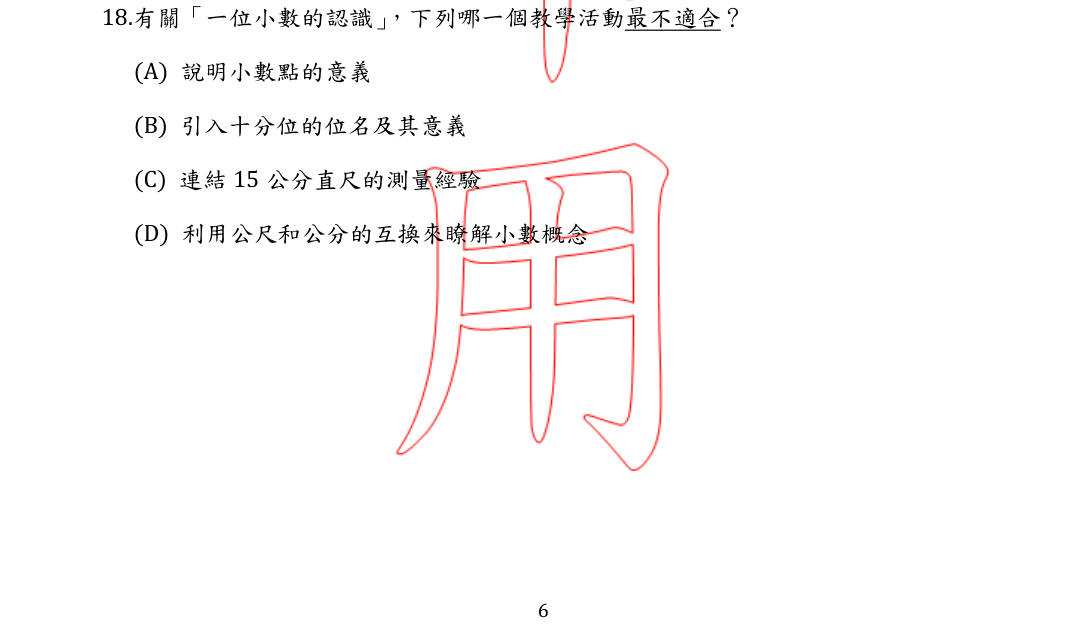 18.有關「一位小數的認識」，下列哪一個教學活動最不適合？
(A) 說明小數點的意義
(B) 引入十分位的位名及其意義
(C) 連結 15 公分直尺的測量經驗
(D) 利用公尺和公分的互換來瞭解小數概念
用
6